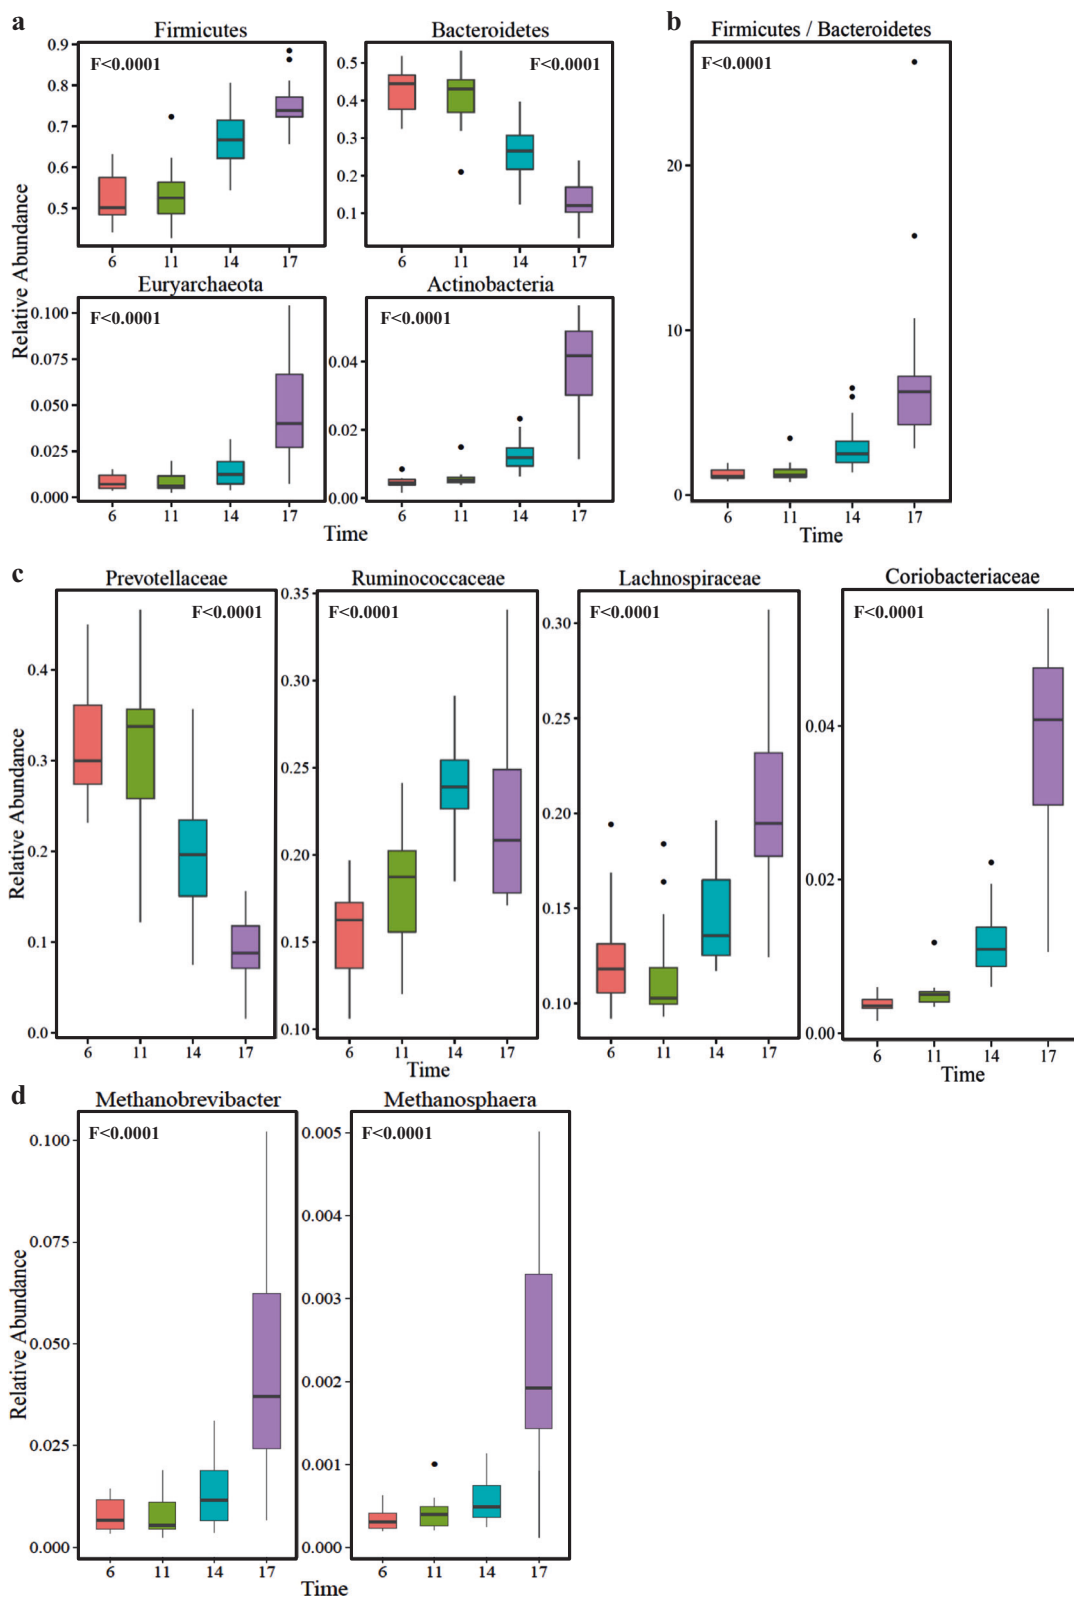 a
Firmicutes
Bacteroidetes
b
Firmicutes / Bacteroidetes
Relative Abundance
0.9
0.8
0.7
0.6
0.5
F<0.0001
6 11 14 17
0.5
0.4
0.3
0.2
0.1
F<0.0001
6 11 14 17
F<0.0001
20
10
0
6 11 14 17
Time
Euryarchaeota
Actinobacteria
0.100
0.075
0.050
0.025
0.000
F<0.0001
6 11 14 17
0.04
0.02
0.00
F<0.0001
6 11 14 17
Time
c
Prevotellaceae
Ruminococcaceae
Lachnospiraceae
Coriobacteriaceae
Relative Abundance
0.4
0.3
0.2
0.1
0.0
F<0.0001
6 11 14 17
0.35
0.30
0.25
0.20
0.15
0.10
F<0.0001
6 11 14 17
Time
0.30
0.25
0.20
0.15
0.10
F<0.0001
6 11 14 17
0.04
0.02
0.00
F<0.0001
6 11 14 17
Time
d
Methanobrevibacter
Methanosphaera
Relative Abundance
0.100
0.075
0.050
0.025
0.000
F<0.0001
6 11 14 17
0.005
0.004
0.003
0.002
0.001
0.000
F<0.0001
6 11 14 17
Time